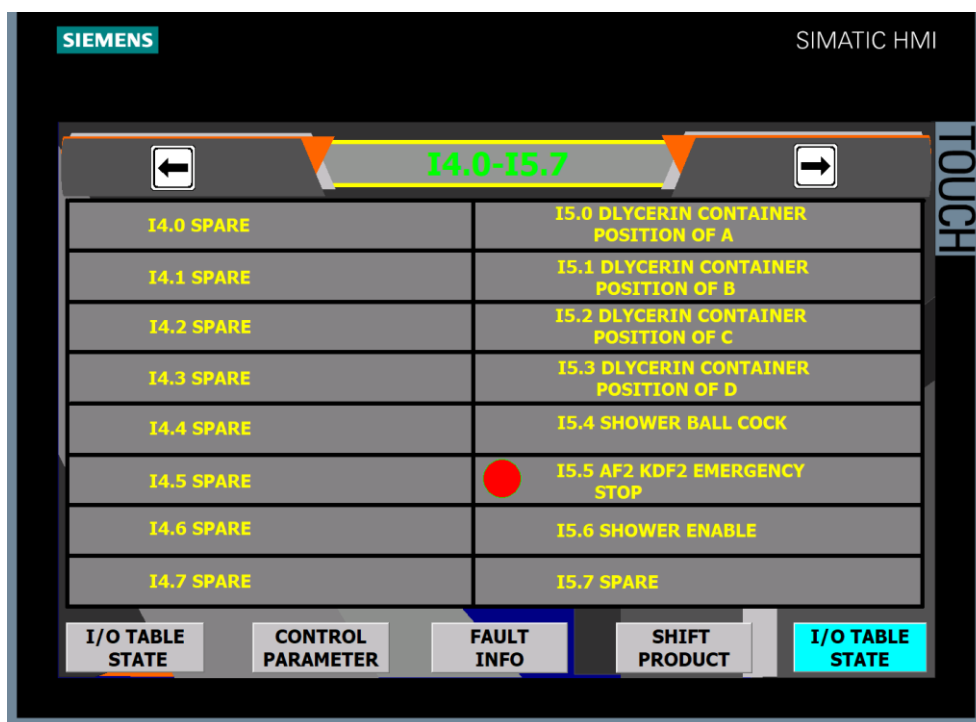 SIEMENS
SIMATIC HMI
TOUCH
I4.0-I5.7
I4.0 SPARE
I5.0 DLYCERIN CONTAINER
POSITION OF A
I4.1 SPARE
I5.1 DLYCERIN CONTAINER
POSITION OF B
I4.2 SPARE
I5.2 DLYCERIN CONTAINER
POSITION OF C
I4.3 SPARE
I5.3 DLYCERIN CONTAINER
POSITION OF D
I4.4 SPARE
I5.4 SHOWER BALL COCK
I4.5 SPARE
I5.5 AF2 KDF2 EMERGENCY
STOP
I4.6 SPARE
I5.6 SHOWER ENABLE
I4.7 SPARE
I5.7 SPARE
I/O TABLE
STATE
CONTROL
PARAMETER
FAULT
INFO
SHIFT
PRODUCT
I/O TABLE
STATE